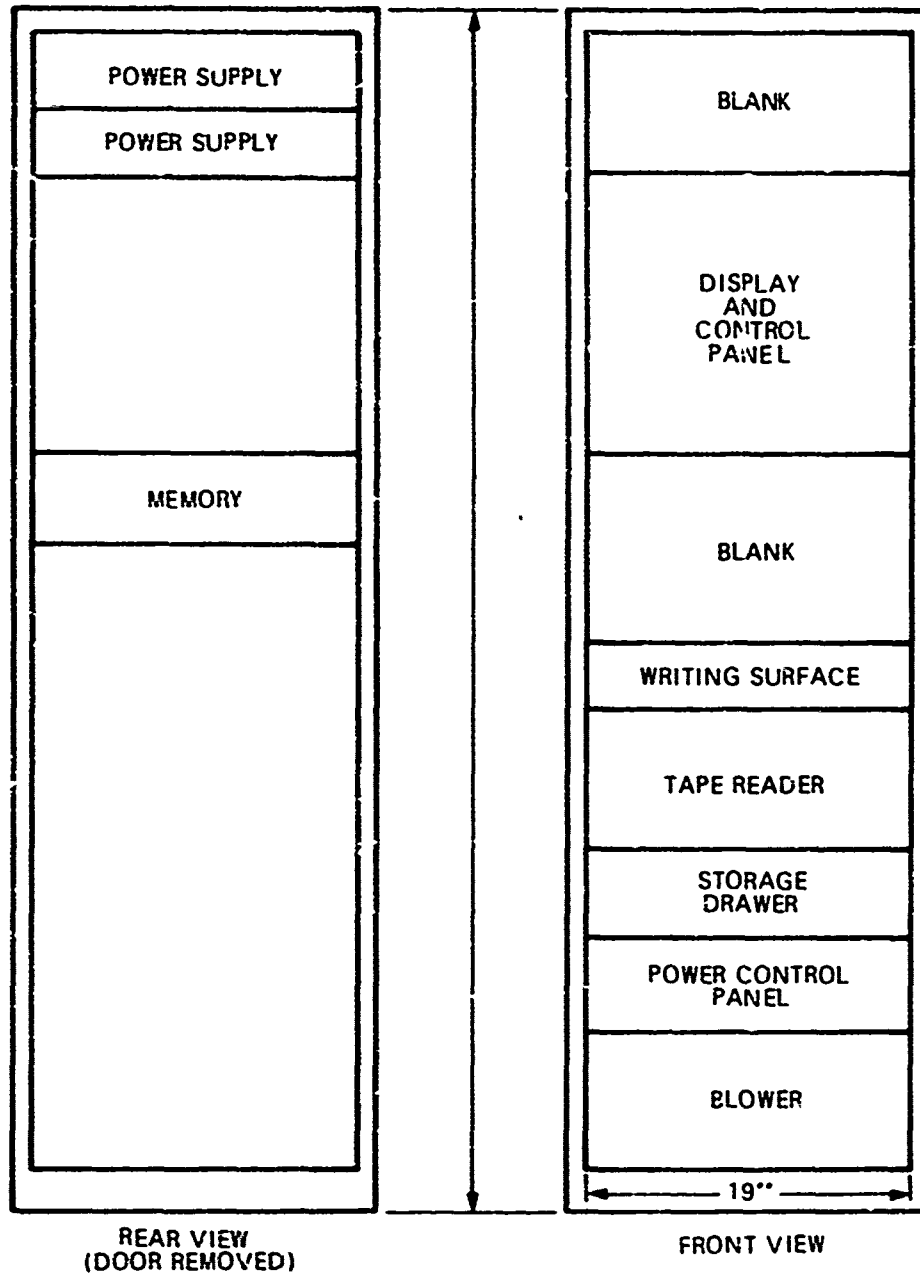 POWER SUPPLY
POWER SUPPLY
MEMORY
REAR VIEW
(DOOR REMOVED)
BLANK
DISPLAY
AND
CONTROL
PANEL
BLANK
WRITING SURFACE
TAPE READER
STORAGE
DRAWER
POWER CONTROL
PANEL
BLOWER
19"
FRONT VIEW